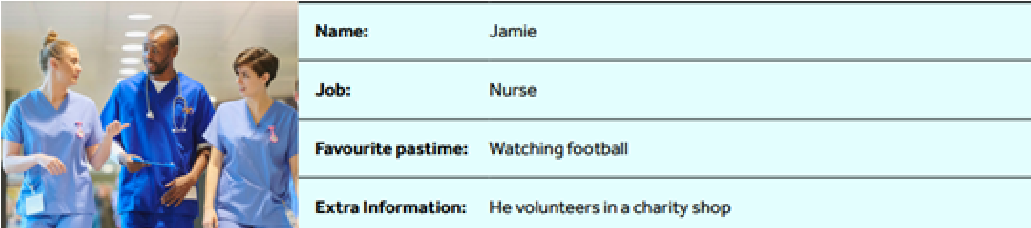 Name: Jamie
Job: Nurse
Favourite pastime: Watching football
Extra Information: He volunteers in a charity shop